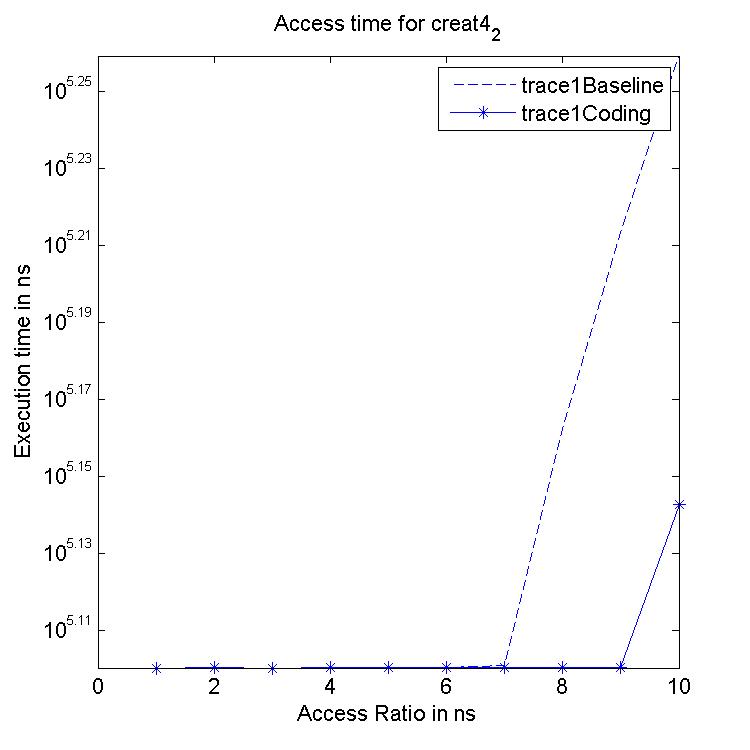 Access time for creat4₂
trace1Baseline
trace1Coding
Execution time in ns
10^5.25
10^5.23
10^5.21
10^5.19
10^5.17
10^5.15
10^5.13
10^5.11
0 2 4 6 8 10
Access Ratio in ns